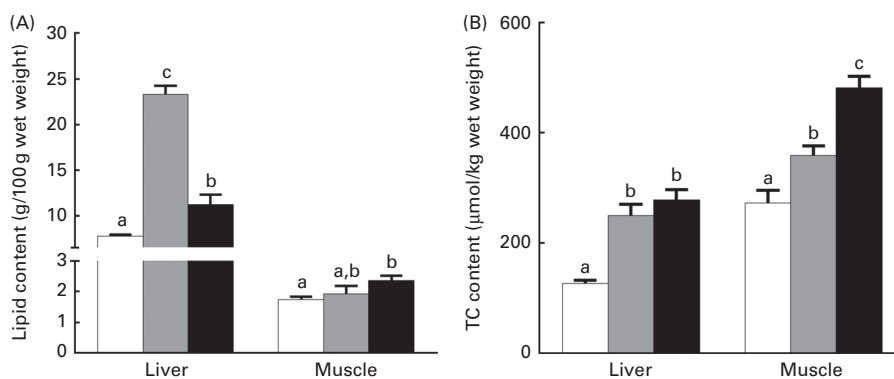 (A)
Lipid content (g/100 g wet weight)
30
25
20
15
10
3
2
1
0
a
c
b
a
a,b
b
Liver
Muscle
(B)
TC content (μmol/kg wet weight)
600
400
200
0
a
b
b
a
b
c
Liver
Muscle